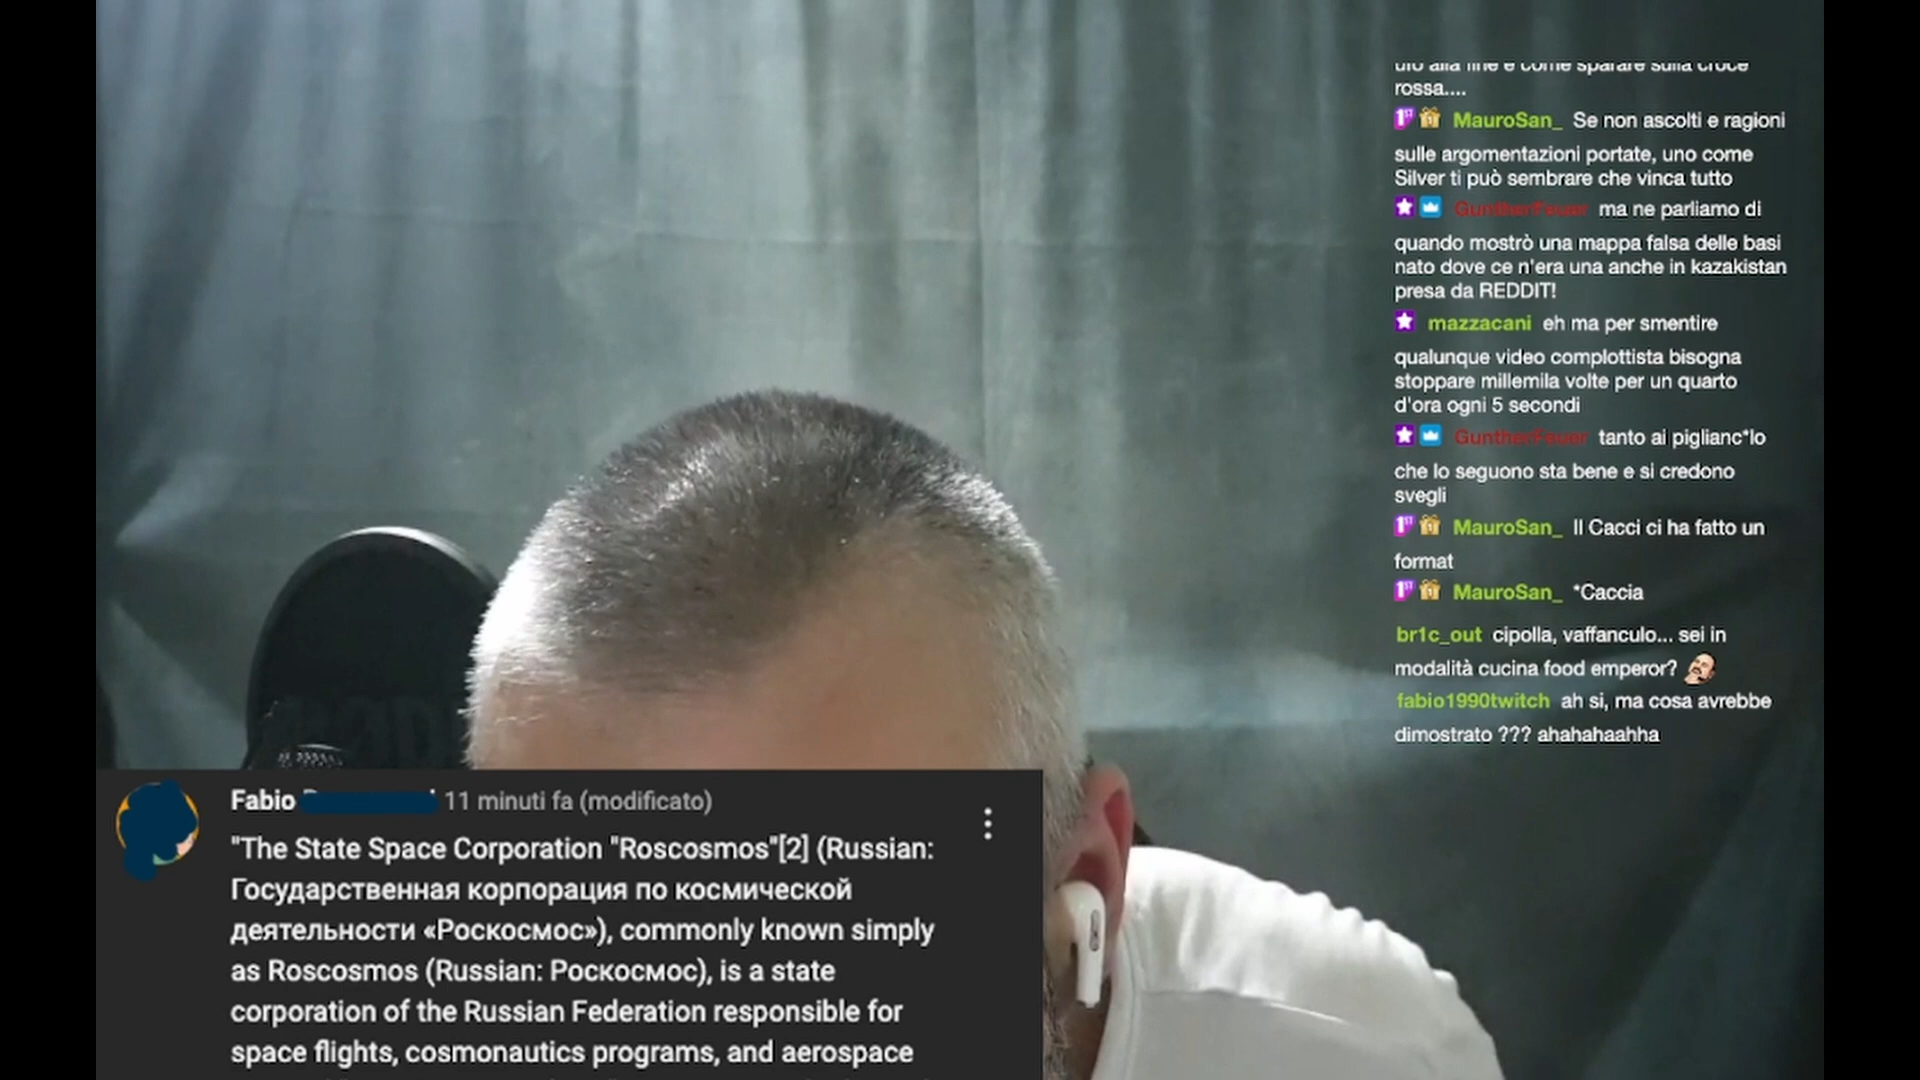 rossa....
MauroSan_ Se non ascolti e ragioni
sulle argomentazioni portate, uno come
Silver ti può sembrare che vinca tutto
GuntherFeuer ma ne parliamo di
quando mostrò una mappa falsa delle basi
nato dove ce n'era una anche in kazakistan
presa da REDDIT!
mazzacani eh ma per smentire
qualunque video complottista bisogna
stoppare millemila volte per un quarto
d'ora ogni 5 secondi
GuntherFeuer tanto ai piglianc*lo
che lo seguono sta bene e si credono
svegli
MauroSan_ Il Cacci ci ha fatto un
format
MauroSan_ *Caccia
br1c_out cipolla, vaffanculo... sei in
modalità cucina food emperor?
fabio1990twitch ah si, ma cosa avrebbe
dimostrato ??? ahahahaahha
Fabio 11 minuti fa (modificato)
"The State Space Corporation "Roscosmos"[2] (Russian:
Государственная корпорация по космической
деятельности «Роскосмос»), commonly known simply
as Roscosmos (Russian: Роскосмос), is a state
corporation of the Russian Federation responsible for
space flights, cosmonautics programs, and aerospace